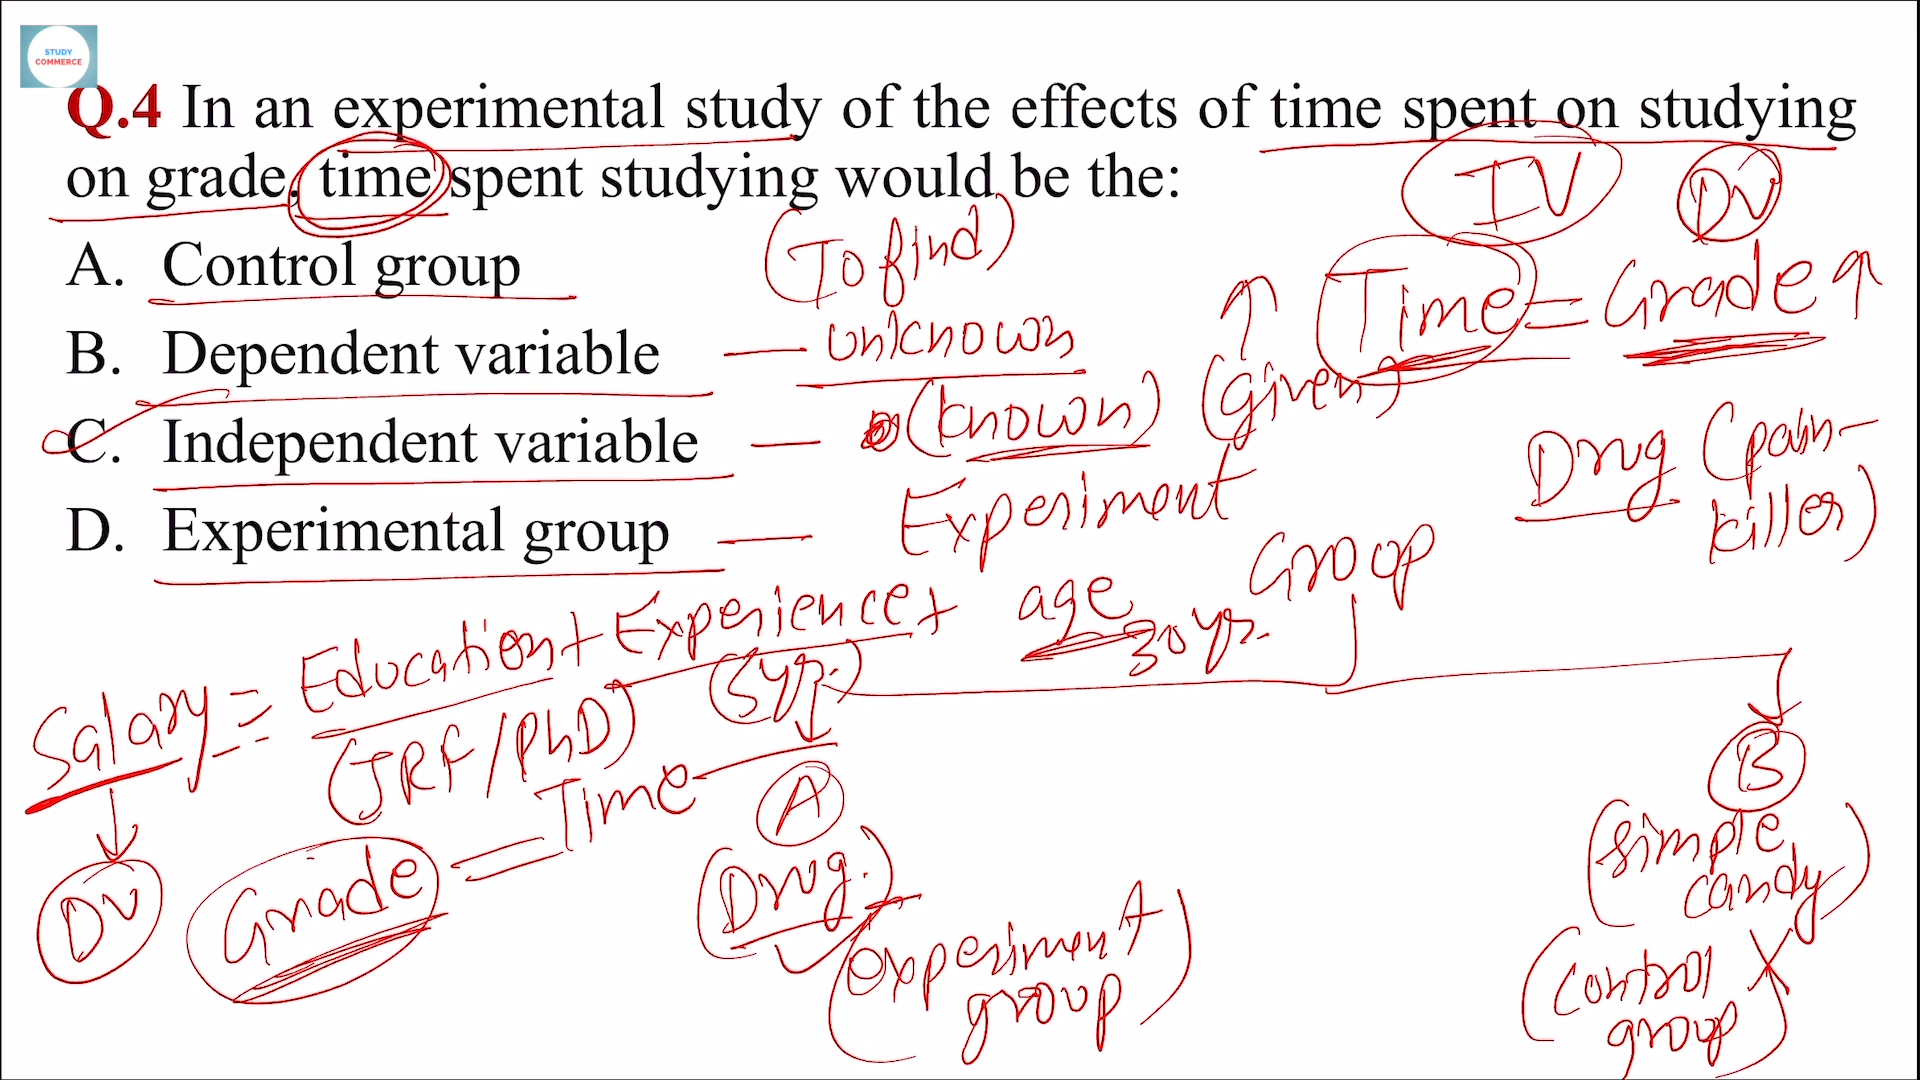 STUDY
COMMERCE
Q.4 In an experimental study of the effects of time spent on studying
on grade, time spent studying would be the:
IV
DV
A. Control group
(To find)
Time = Grade
B. Dependent variable
— unknown
C. Independent variable
— (known) (given)
Drug (pain-
killer)
D. Experimental group
— Experiment
Group
Salary = Education + Experience + age
(JRF/PhD)
(5yr.)
30 yr.
DV
Grade = Time
A
(Drug.)
(experiment
group)
B
(simple
candy)
(control
group)